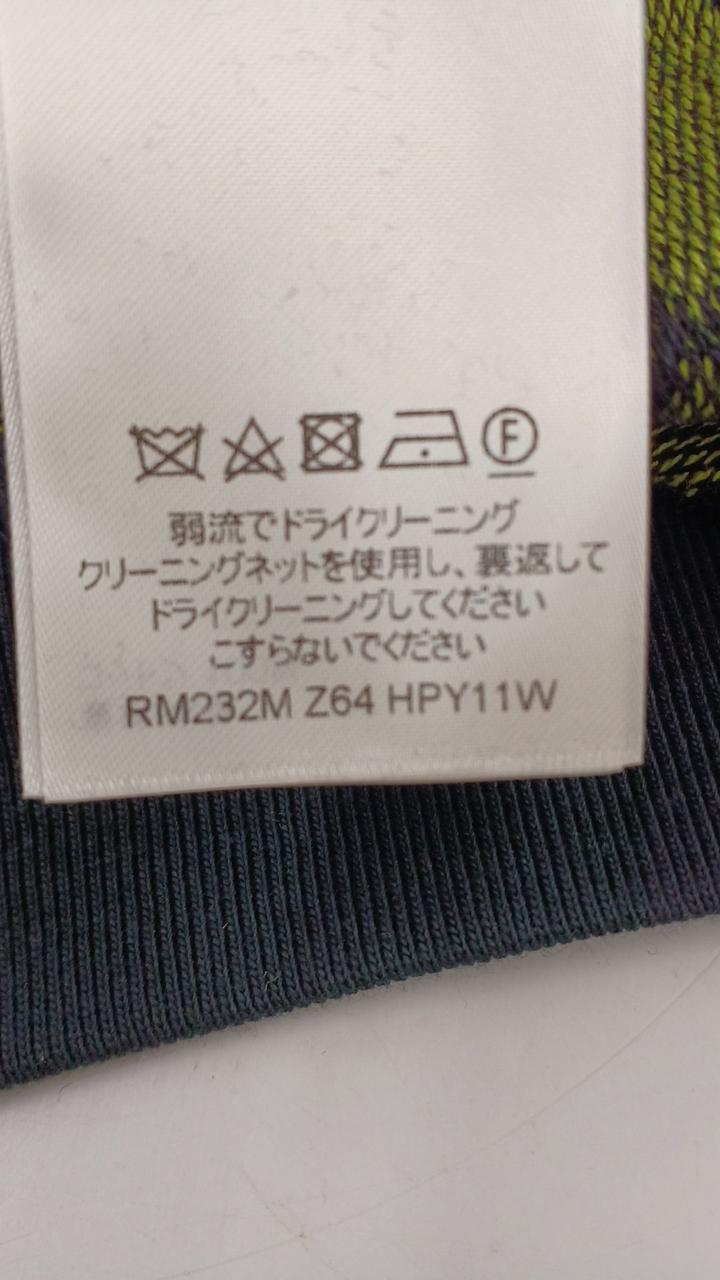 F
弱流でドライクリーニング
クリーニングネットを使用し、裏返して
ドライクリーニングしてください
こすらないでください
RM232M Z64 HPY11W